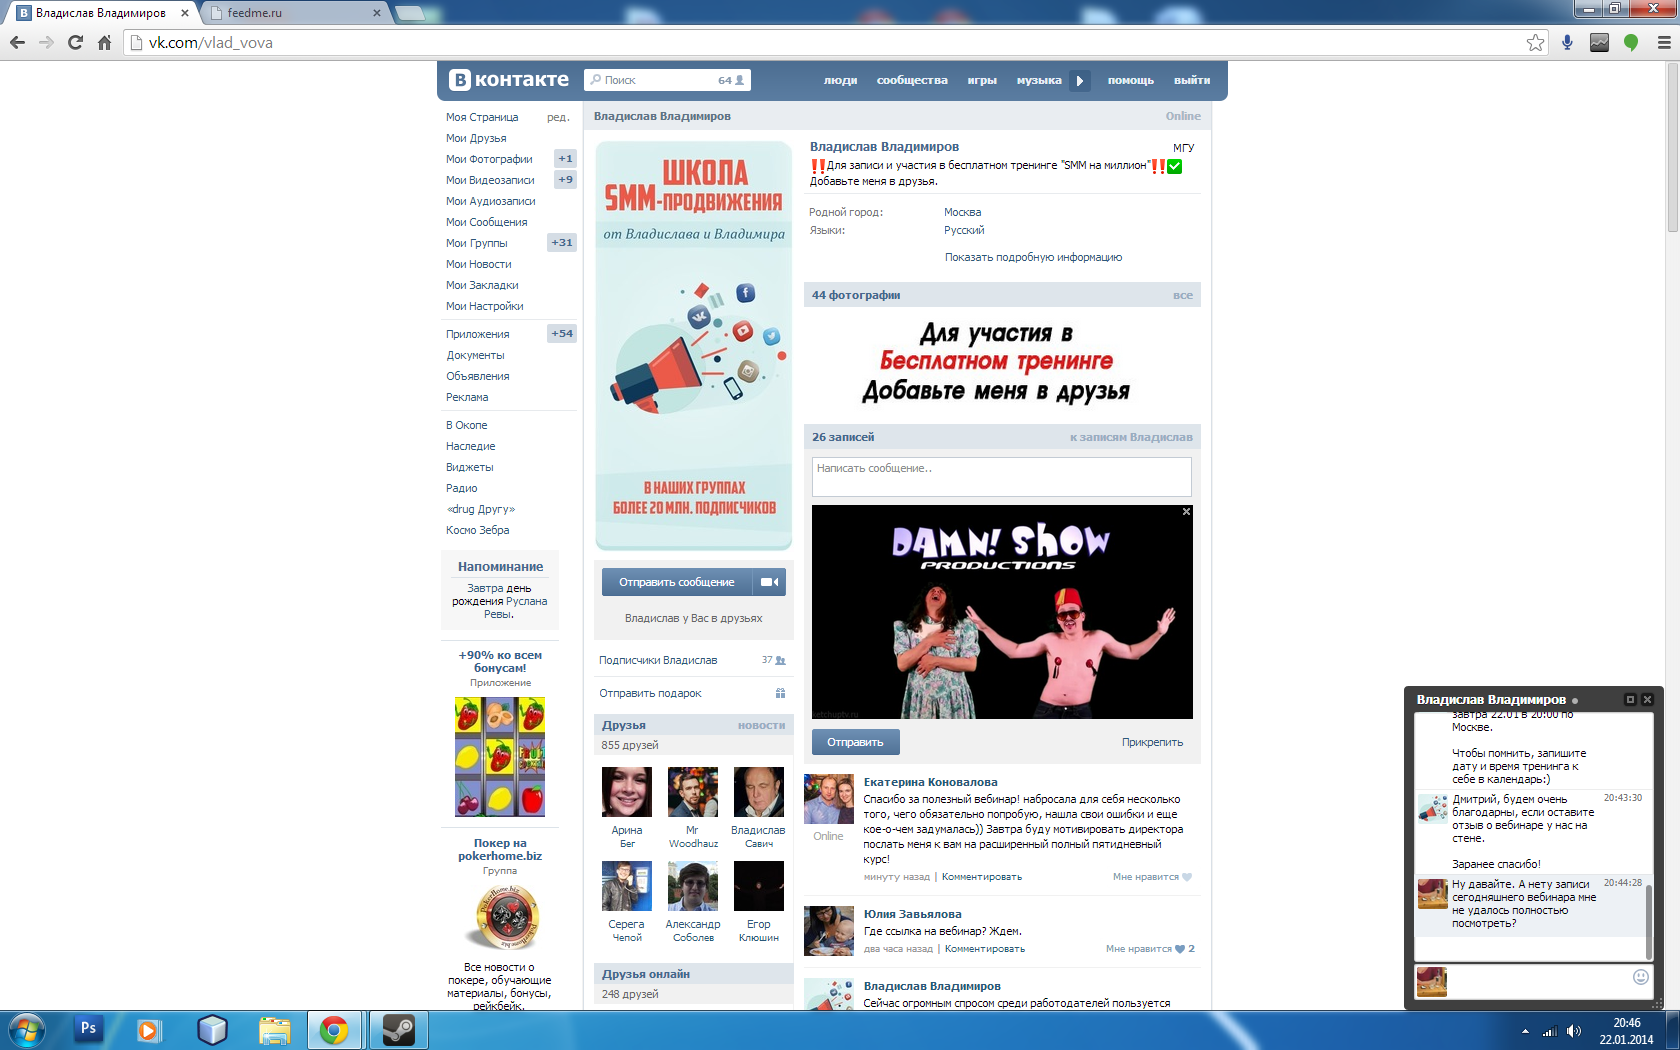 Владислав Владимиров
feedme.ru
vk.com/vlad_vova
В контакте
Поиск
64
люди
сообщества
игры
музыка
помощь
выйти
Моя Страница
ред.
Мои Друзья
Мои Фотографии +1
Мои Видеозаписи +9
Мои Аудиозаписи
Мои Сообщения
Мои Группы +31
Мои Новости
Мои Закладки
Мои Настройки
Приложения +54
Документы
Объявления
Реклама
В Окопе
Наследие
Виджеты
Радио
«drug Другу»
Космо Зебра
Напоминание
Завтра день
рождения Руслана
Ревы.
+90% ко всем
бонусам!
Приложение
Покер на
pokerhome.biz
Группа
Все новости о
покере, обучающие
материалы, бонусы,
рейкбейк.
Владислав Владимиров
Online
ШКОЛА
SMM-ПРОДВИЖЕНИЯ
от Владислава и Владимира
В НАШИХ ГРУППАХ
БОЛЕЕ 20 МЛН. ПОДПИСЧИКОВ
Отправить сообщение
Владислав у Вас в друзьях
Подписчики Владислав 37
Отправить подарок
Друзья новости
855 друзей
Арина
Бег
Mr
Woodhauz
Владислав
Савич
Серега
Чепой
Александр
Соболев
Егор
Клюшин
Друзья онлайн
248 друзей
Владислав Владимиров
МГУ
‼️Для записи и участия в бесплатном тренинге "SMM на миллион"‼️✅
Добавьте меня в друзья.
Родной город: Москва
Языки: Русский
Показать подробную информацию
44 фотографии все
Для участия в
Бесплатном тренинге
Добавьте меня в друзья
26 записей к записям Владислав
Написать сообщение..
DAMN! SHOW
PRODUCTIONS
ketchuptv.ru
Отправить
Прикрепить
Екатерина Коновалова
Спасибо за полезный вебинар! набросала для себя несколько
того, чего обязательно попробую, нашла свои ошибки и еще
кое-о-чем задумалась)) Завтра буду мотивировать директора
послать меня к вам на расширенный полный пятидневный
курс!
Online
минуту назад | Комментировать
Мне нравится
Юлия Завьялова
Где ссылка на вебинар? Ждем.
два часа назад | Комментировать
Мне нравится 2
Владислав Владимиров
Сейчас огромным спросом среди работодателей пользуется
Владислав Владимиров
завтра 22.01 в 20:00 по
Москве.
Чтобы помнить, запишите
дату и время тренинга к
себе в календарь:)
Дмитрий, будем очень 20:43:30
благодарны, если оставите
отзыв о вебинаре у нас на
стене.
Заранее спасибо!
Ну давайте. А нету записи 20:44:28
сегодняшнего вебинара мне
не удалось полностью
посмотреть?
Ps
20:46
22.01.2014